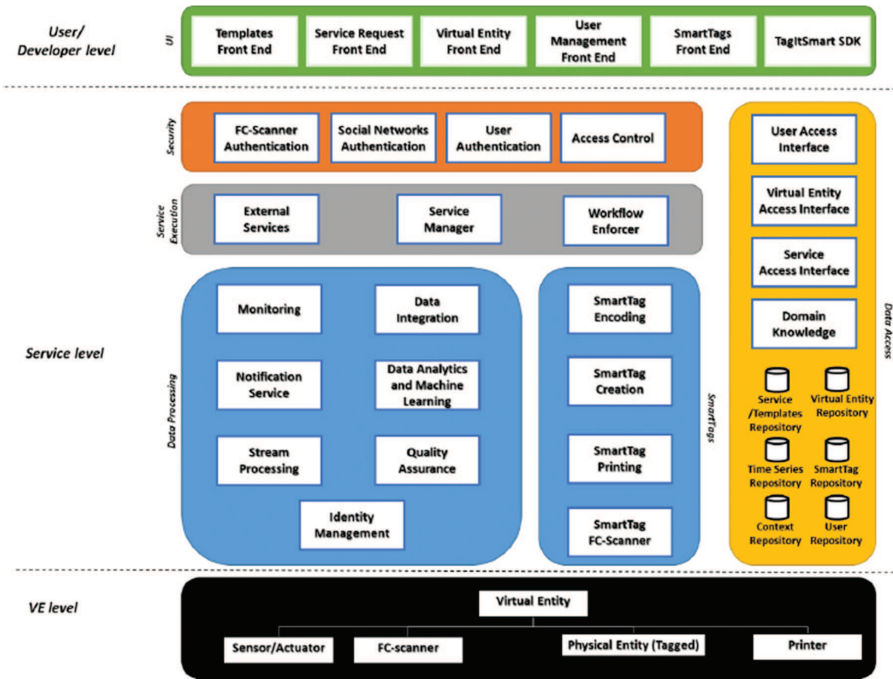 User/
Developer level
UI
Templates
Front End
Service Request
Front End
Virtual Entity
Front End
User
Management
Front End
SmartTags
Front End
TagItSmart SDK
Security
FC-Scanner
Authentication
Social Networks
Authentication
User
Authentication
Access Control
Service
Execution
External
Services
Service
Manager
Workflow
Enforcer
Service level
Data Processing
Monitoring
Data
Integration
Notification
Service
Data Analytics
and Machine
Learning
Stream
Processing
Quality
Assurance
Identity
Management
SmartTag
Encoding
SmartTag
Creation
SmartTag
Printing
SmartTag
FC-Scanner
SmartTags
User Access
Interface
Virtual Entity
Access Interface
Service
Access Interface
Domain
Knowledge
Data Access
Service
/Templates
Repository
Virtual Entity
Repository
Time Series
Repository
SmartTag
Repository
Context
Repository
User
Repository
VE level
Virtual Entity
Sensor/Actuator
FC-scanner
Physical Entity (Tagged)
Printer